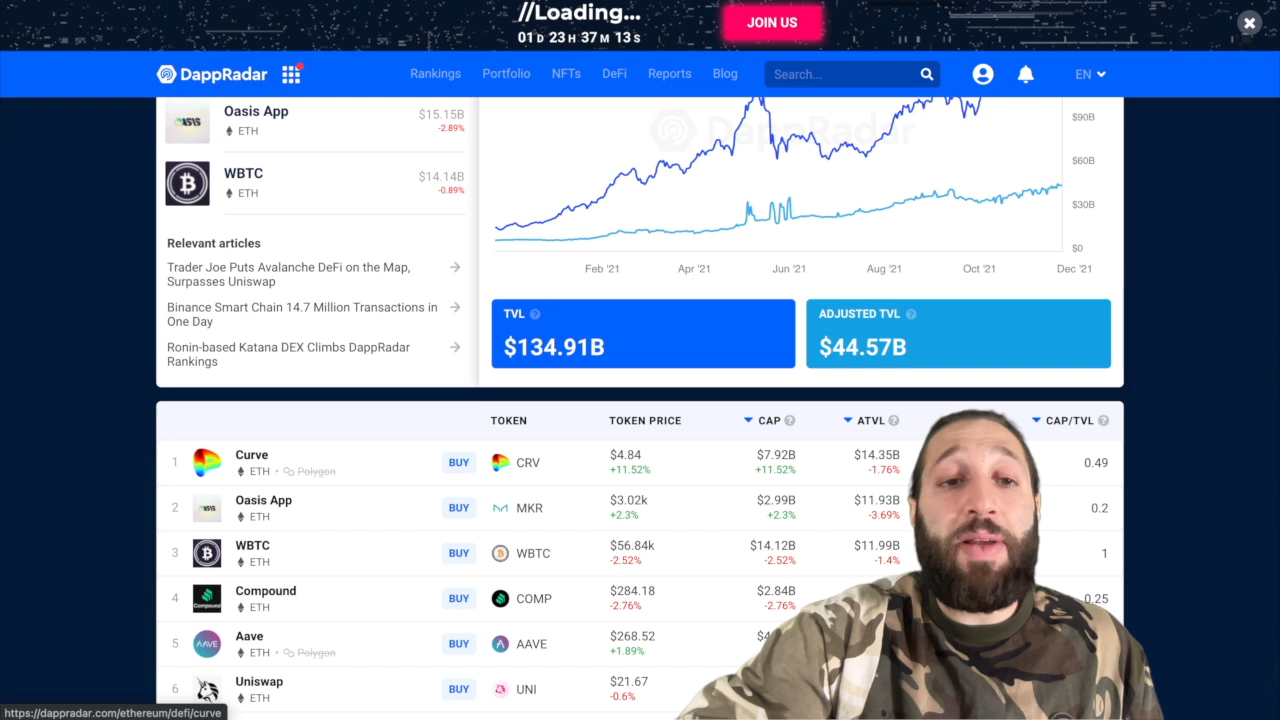 //Loading...
01 D 23 H 37 M 13 S
JOIN US
DappRadar
Rankings
Portfolio
NFTs
DeFi
Reports
Blog
Search...
EN
Oasis App
$15.15B
ETH
-2.89%
WBTC
$14.14B
ETH
-0.89%
Relevant articles
Trader Joe Puts Avalanche DeFi on the Map,
Surpasses Uniswap
Binance Smart Chain 14.7 Million Transactions in
One Day
Ronin-based Katana DEX Climbs DappRadar
Rankings
DappRadar
$90B
$60B
$30B
$0
Feb '21
Apr '21
Jun '21
Aug '21
Oct '21
Dec '21
TVL
$134.91B
ADJUSTED TVL
$44.57B
TOKEN
TOKEN PRICE
CAP
ATVL
CAP/TVL
1
Curve
ETH • Polygon
BUY
CRV
$4.84
+11.52%
$7.92B
+11.52%
$14.35B
-1.76%
0.49
2
OASIS
Oasis App
ETH
BUY
MKR
$3.02k
+2.3%
$2.99B
+2.3%
$11.93B
-3.69%
0.2
3
WBTC
ETH
BUY
WBTC
$56.84k
-2.52%
$14.12B
-2.52%
$11.99B
-1.4%
1
4
Compound
Compound
ETH
BUY
COMP
$284.18
-2.76%
$2.84B
-2.76%
0.25
5
AAVE
Aave
ETH • Polygon
BUY
AAVE
$268.52
+1.89%
6
Uniswap
ETH
BUY
UNI
$21.67
-0.6%
https://dappradar.com/ethereum/defi/curve